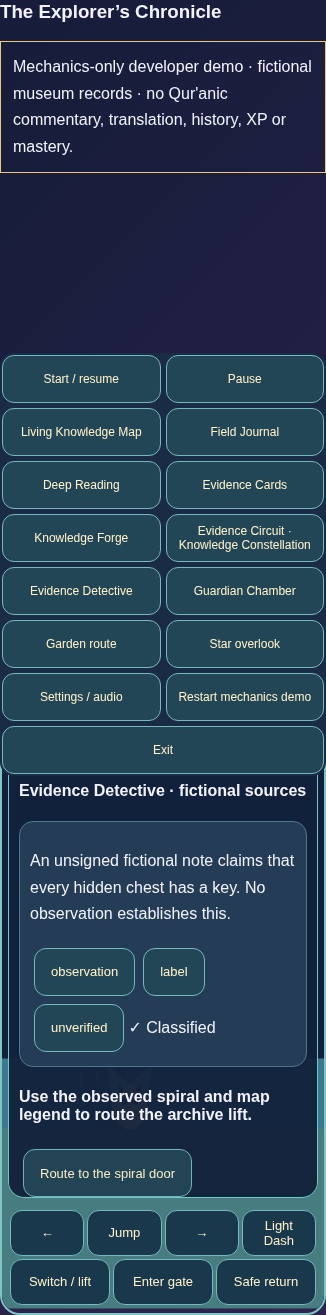 The Explorer’s Chronicle
Mechanics-only developer demo · fictional
museum records · no Qur'anic
commentary, translation, history, XP or
mastery.
Start / resume
Pause
Living Knowledge Map
Field Journal
Deep Reading
Evidence Cards
Knowledge Forge
Evidence Circuit ·
Knowledge Constellation
Evidence Detective
Guardian Chamber
Garden route
Star overlook
Settings / audio
Restart mechanics demo
Exit
Evidence Detective · fictional sources
An unsigned fictional note claims that
every hidden chest has a key. No
observation establishes this.
observation
label
unverified
✓ Classified
Use the observed spiral and map
legend to route the archive lift.
Route to the spiral door
←
Jump
→
Light
Dash
Switch / lift
Enter gate
Safe return